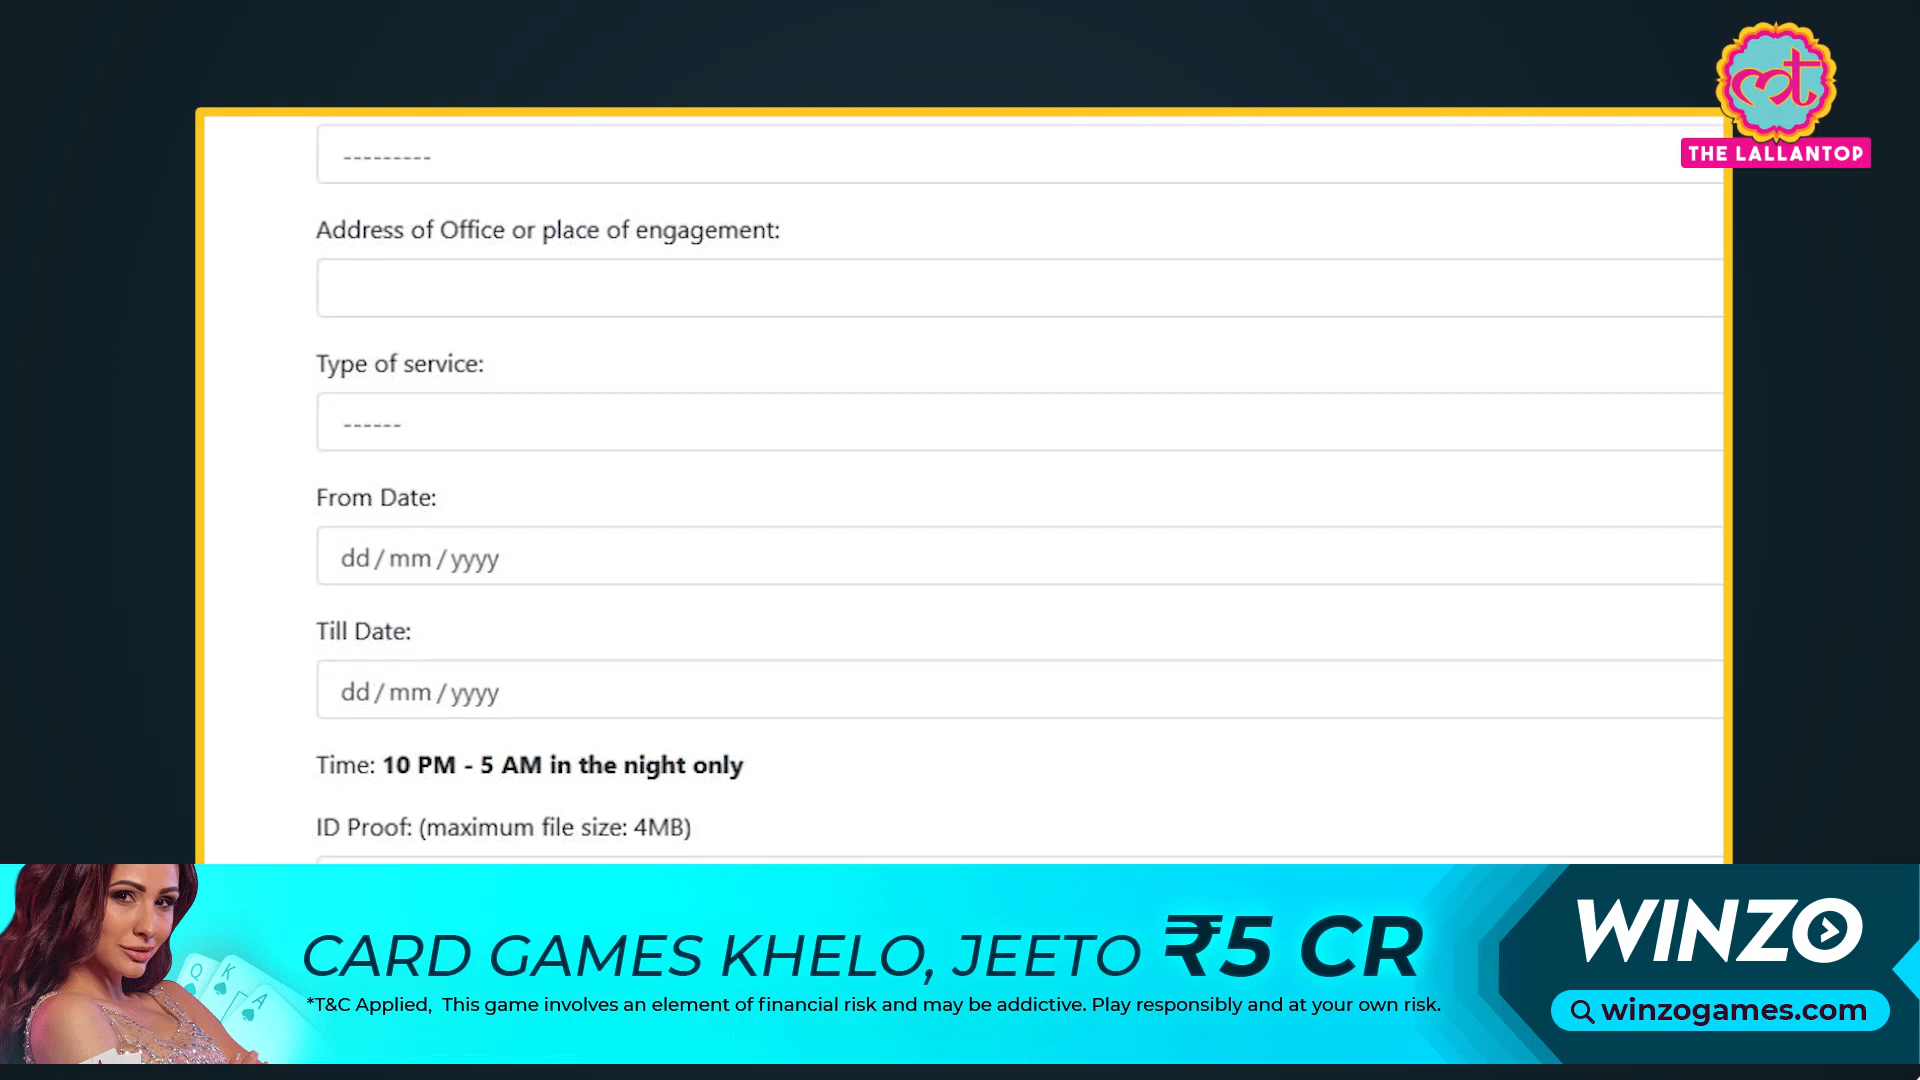 मत
THE LALLANTOP
---------
Address of Office or place of engagement:
Type of service:
------
From Date:
dd/mm/yyyy
Till Date:
dd/mm/yyyy
Time: 10 PM - 5 AM in the night only
ID Proof: (maximum file size: 4MB)
Q K A
CARD GAMES KHELO, JEETO ₹5 CR
*T&C Applied, This game involves an element of financial risk and may be addictive. Play responsibly and at your own risk.
WINZO
winzogames.com